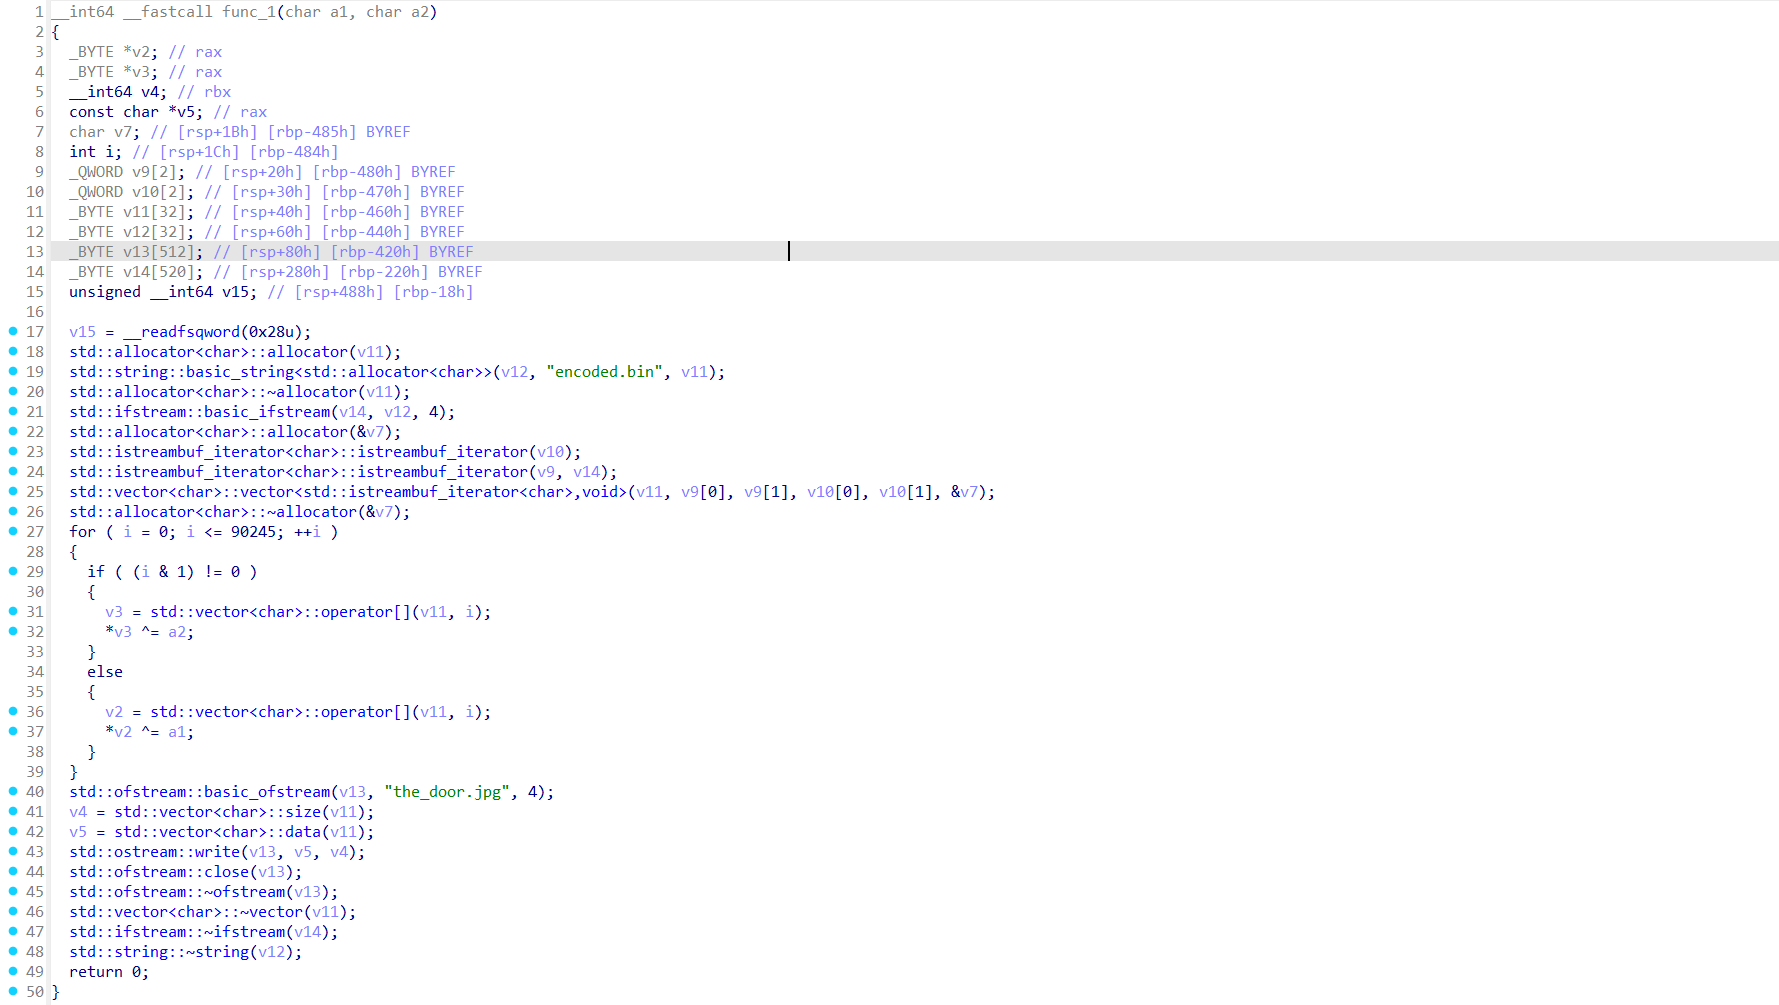 1 __int64 __fastcall func_1(char a1, char a2)
2 {
3   _BYTE *v2; // rax
4   _BYTE *v3; // rax
5   __int64 v4; // rbx
6   const char *v5; // rax
7   char v7; // [rsp+1Bh] [rbp-485h] BYREF
8   int i; // [rsp+1Ch] [rbp-484h]
9   _QWORD v9[2]; // [rsp+20h] [rbp-480h] BYREF
10   _QWORD v10[2]; // [rsp+30h] [rbp-470h] BYREF
11   _BYTE v11[32]; // [rsp+40h] [rbp-460h] BYREF
12   _BYTE v12[32]; // [rsp+60h] [rbp-440h] BYREF
13   _BYTE v13[512]; // [rsp+80h] [rbp-420h] BYREF
14   _BYTE v14[520]; // [rsp+280h] [rbp-220h] BYREF
15   unsigned __int64 v15; // [rsp+488h] [rbp-18h]
16
17   v15 = __readfsqword(0x28u);
18   std::allocator<char>::allocator(v11);
19   std::string::basic_string<std::allocator<char>>(v12, "encoded.bin", v11);
20   std::allocator<char>::~allocator(v11);
21   std::ifstream::basic_ifstream(v14, v12, 4);
22   std::allocator<char>::allocator(&v7);
23   std::istreambuf_iterator<char>::istreambuf_iterator(v10);
24   std::istreambuf_iterator<char>::istreambuf_iterator(v9, v14);
25   std::vector<char>::vector<std::istreambuf_iterator<char>,void>(v11, v9[0], v9[1], v10[0], v10[1], &v7);
26   std::allocator<char>::~allocator(&v7);
27   for ( i = 0; i <= 90245; ++i )
28   {
29     if ( (i & 1) != 0 )
30     {
31       v3 = std::vector<char>::operator[](v11, i);
32       *v3 ^= a2;
33     }
34     else
35     {
36       v2 = std::vector<char>::operator[](v11, i);
37       *v2 ^= a1;
38     }
39   }
40   std::ofstream::basic_ofstream(v13, "the_door.jpg", 4);
41   v4 = std::vector<char>::size(v11);
42   v5 = std::vector<char>::data(v11);
43   std::ostream::write(v13, v5, v4);
44   std::ofstream::close(v13);
45   std::ofstream::~ofstream(v13);
46   std::vector<char>::~vector(v11);
47   std::ifstream::~ifstream(v14);
48   std::string::~string(v12);
49   return 0;
50 }